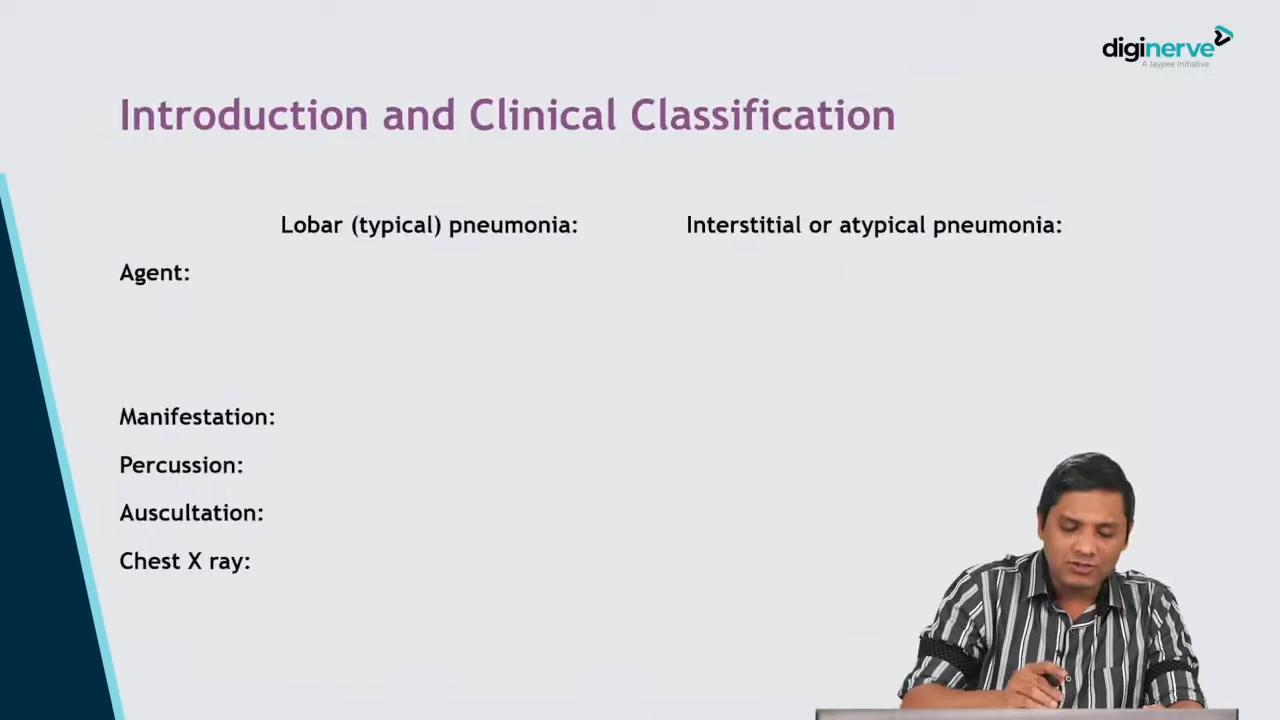 diginerve
A Jaypee Initiative
Introduction and Clinical Classification
Lobar (typical) pneumonia: Interstitial or atypical pneumonia:
Agent:
Manifestation:
Percussion:
Auscultation:
Chest X ray: